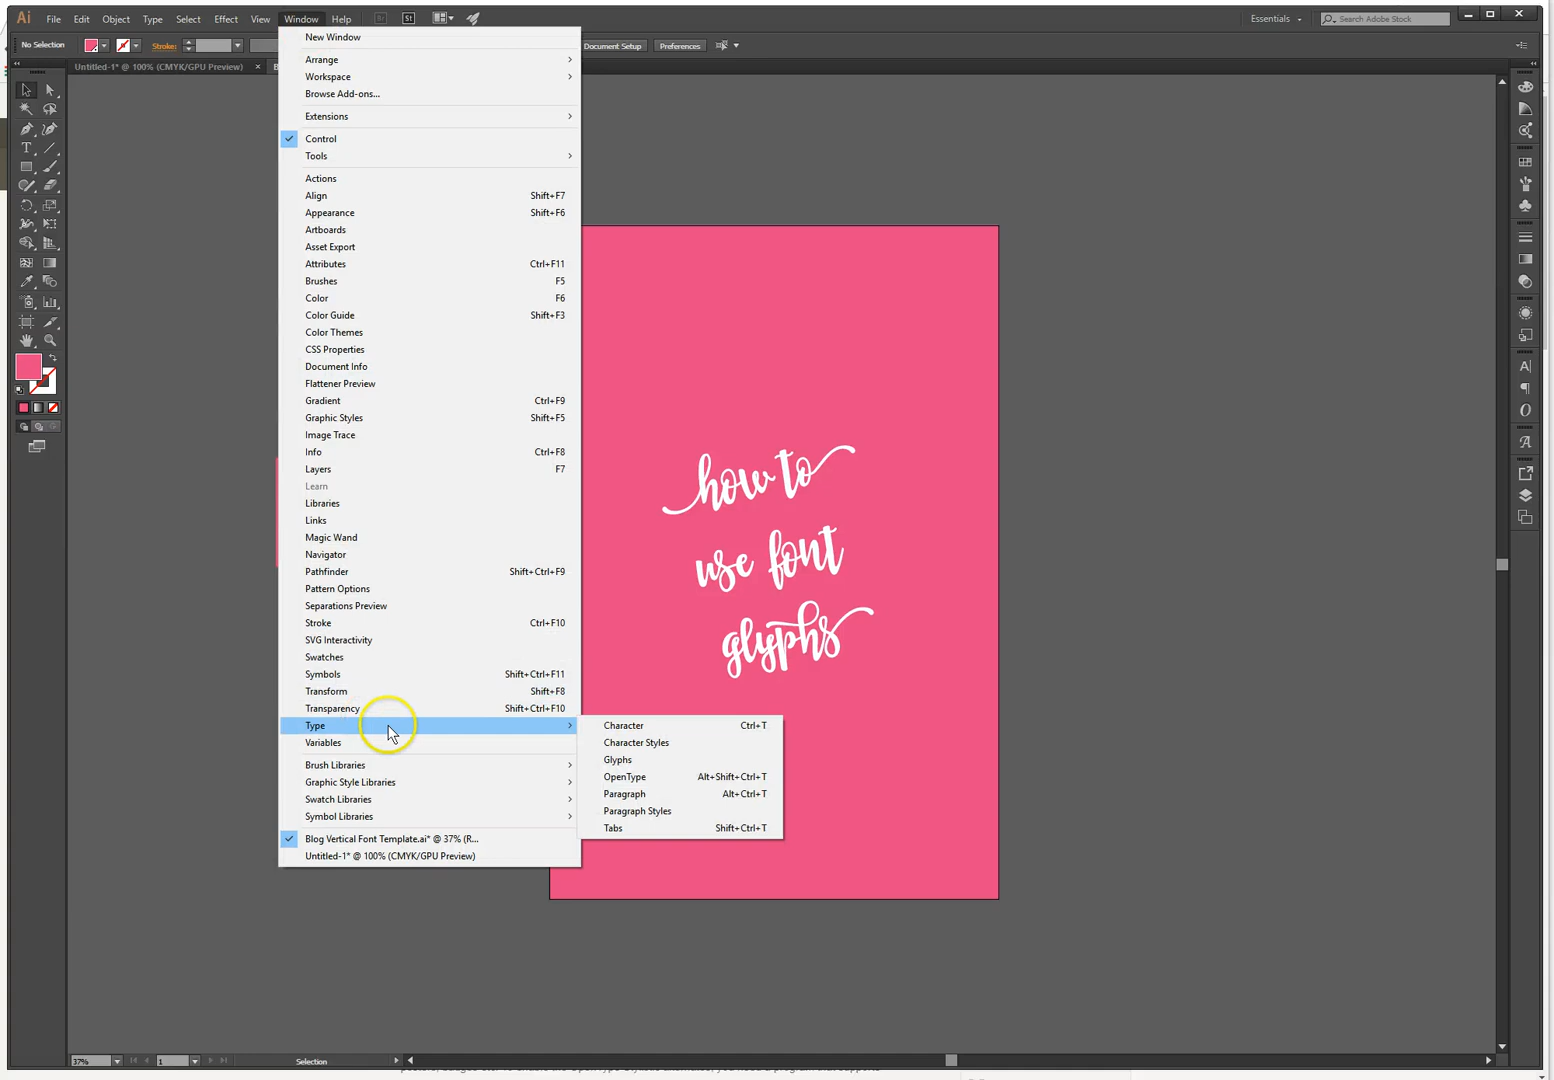 Ai File Edit Object Type Select Effect View Window Help Br St Essentials Search Adobe Stock
No Selection Stroke: Document Setup Preferences
Untitled-1* @ 100% (CMYK/GPU Preview) ×
New Window
Arrange
Workspace
Browse Add-ons...
Extensions
Control
Tools
Actions
Align Shift+F7
Appearance Shift+F6
Artboards
Asset Export
Attributes Ctrl+F11
Brushes F5
Color F6
Color Guide Shift+F3
Color Themes
CSS Properties
Document Info
Flattener Preview
Gradient Ctrl+F9
Graphic Styles Shift+F5
Image Trace
Info Ctrl+F8
Layers F7
Learn
Libraries
Links
Magic Wand
Navigator
Pathfinder Shift+Ctrl+F9
Pattern Options
Separations Preview
Stroke Ctrl+F10
SVG Interactivity
Swatches
Symbols Shift+Ctrl+F11
Transform Shift+F8
Transparency Shift+Ctrl+F10
Type
Variables
Brush Libraries
Graphic Style Libraries
Swatch Libraries
Symbol Libraries
Blog Vertical Font Template.ai* @ 37% (R...
Untitled-1* @ 100% (CMYK/GPU Preview)
Character Ctrl+T
Character Styles
Glyphs
OpenType Alt+Shift+Ctrl+T
Paragraph Alt+Ctrl+T
Paragraph Styles
Tabs Shift+Ctrl+T
how to
use font
glyphs
37% 1 Selection